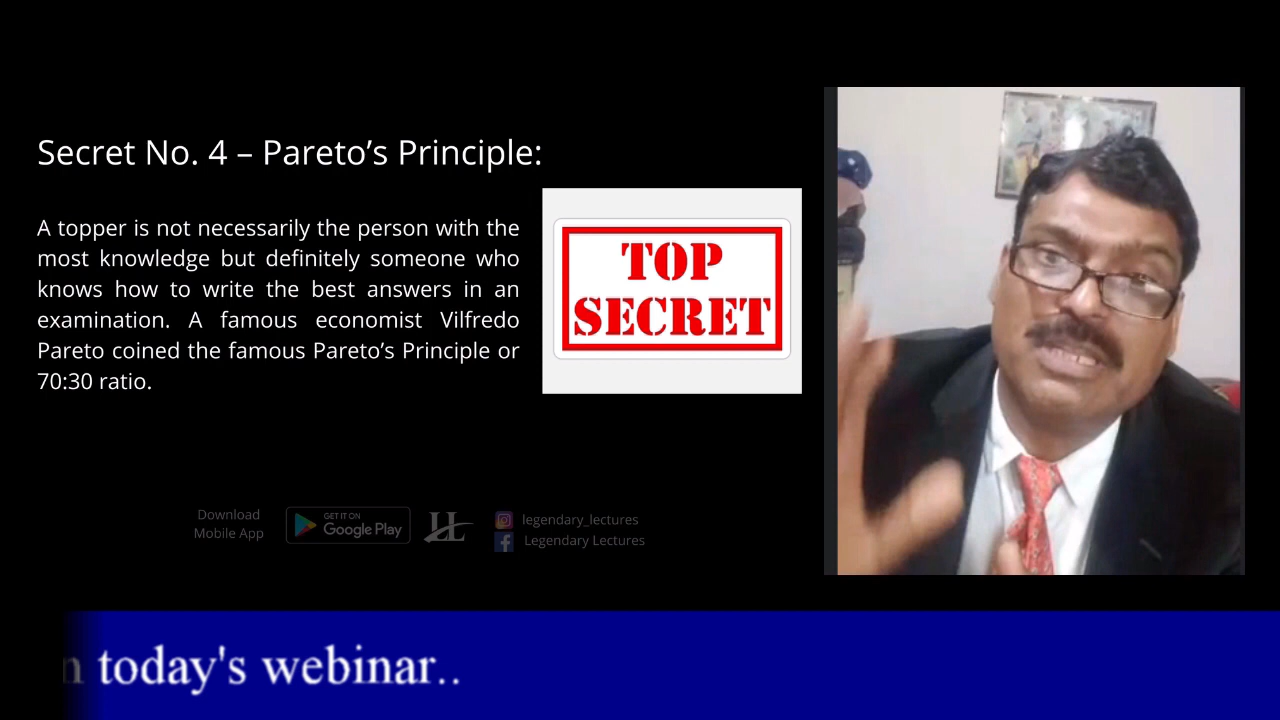 Secret No. 4 – Pareto’s Principle:
A topper is not necessarily the person with the
most knowledge but definitely someone who
knows how to write the best answers in an
examination. A famous economist Vilfredo
Pareto coined the famous Pareto’s Principle or
70:30 ratio.
TOP
SECRET
Download
Mobile App
GET IT ON
Google Play
LL
legendary_lectures
Legendary Lectures
n today's webinar..